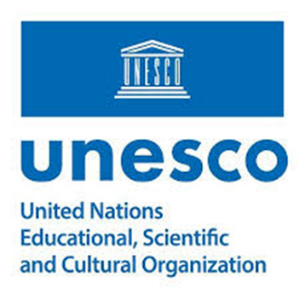 UNESCO
unesco
United Nations
Educational, Scientific
and Cultural Organization